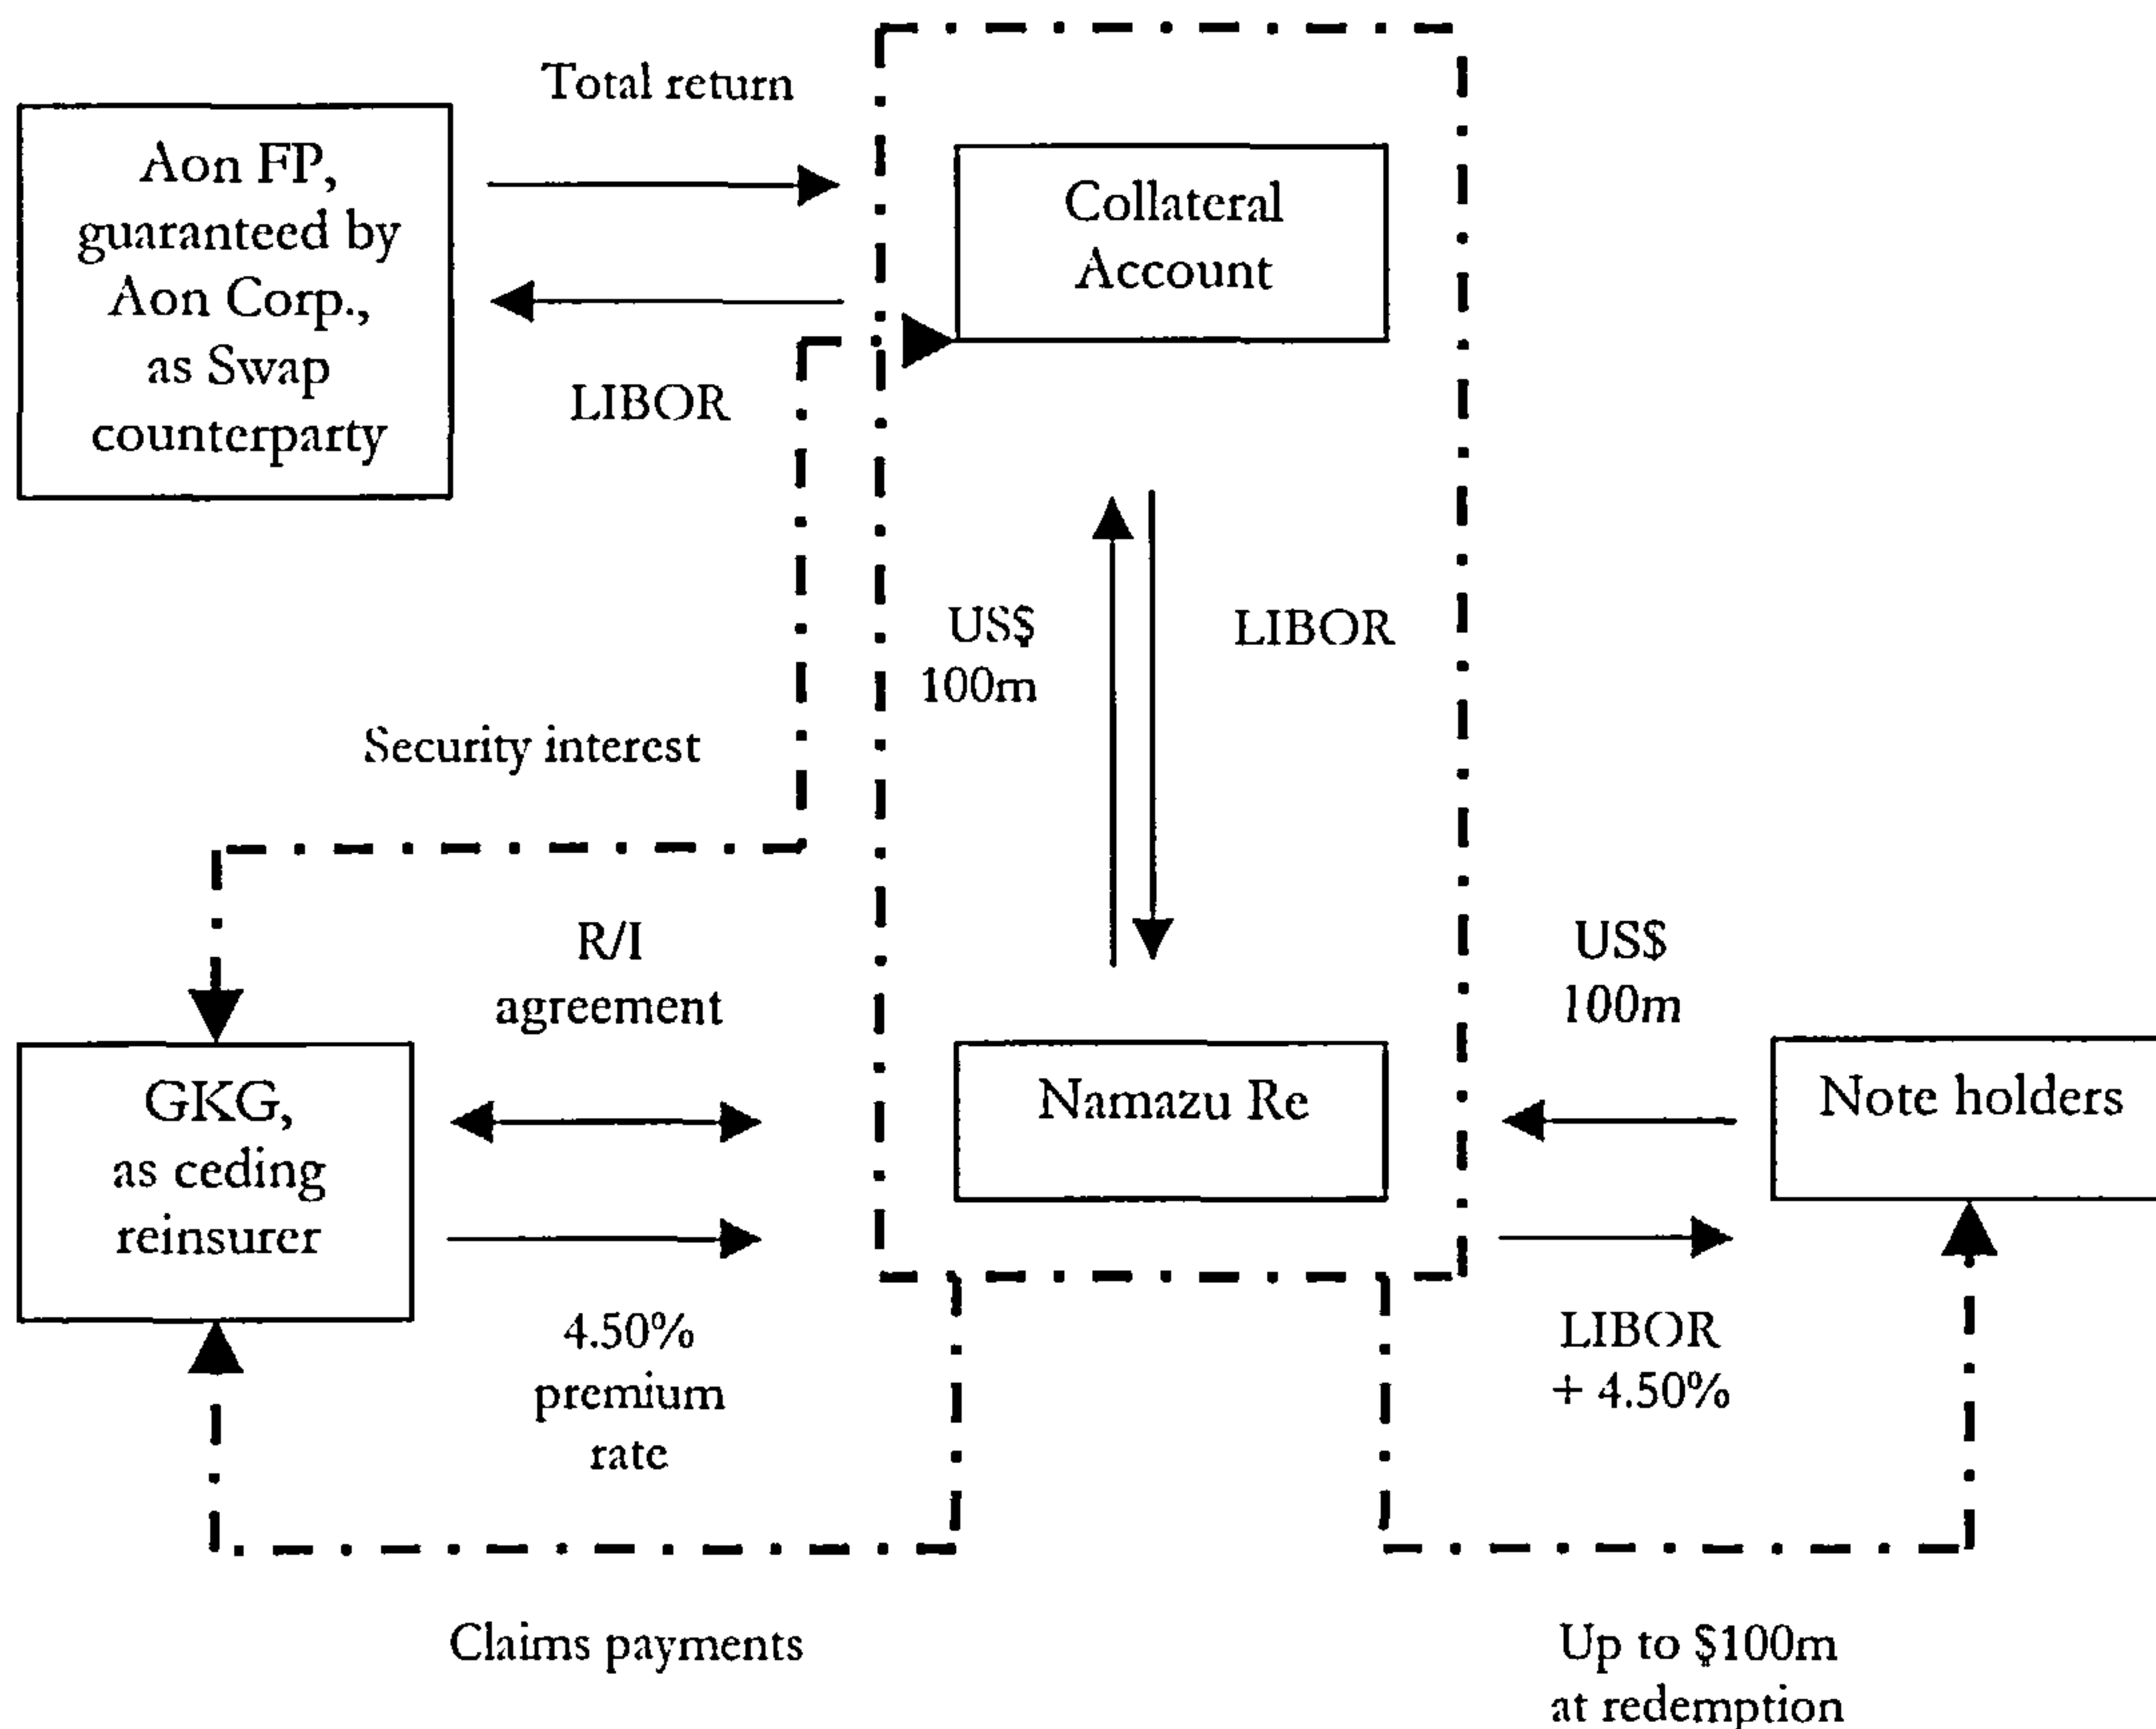 Total return
Aon FP,
guaranteed by
Aon Corp.,
as Swap
counterparty
Collateral
Account
LIBOR
US$
100m
LIBOR
Security interest
R/I
agreement
US$
100m
GKG,
as ceding
reinsurer
Namazu Re
Note holders
4.50%
premium
rate
LIBOR
+ 4.50%
Claims payments
Up to $100m
at redemption